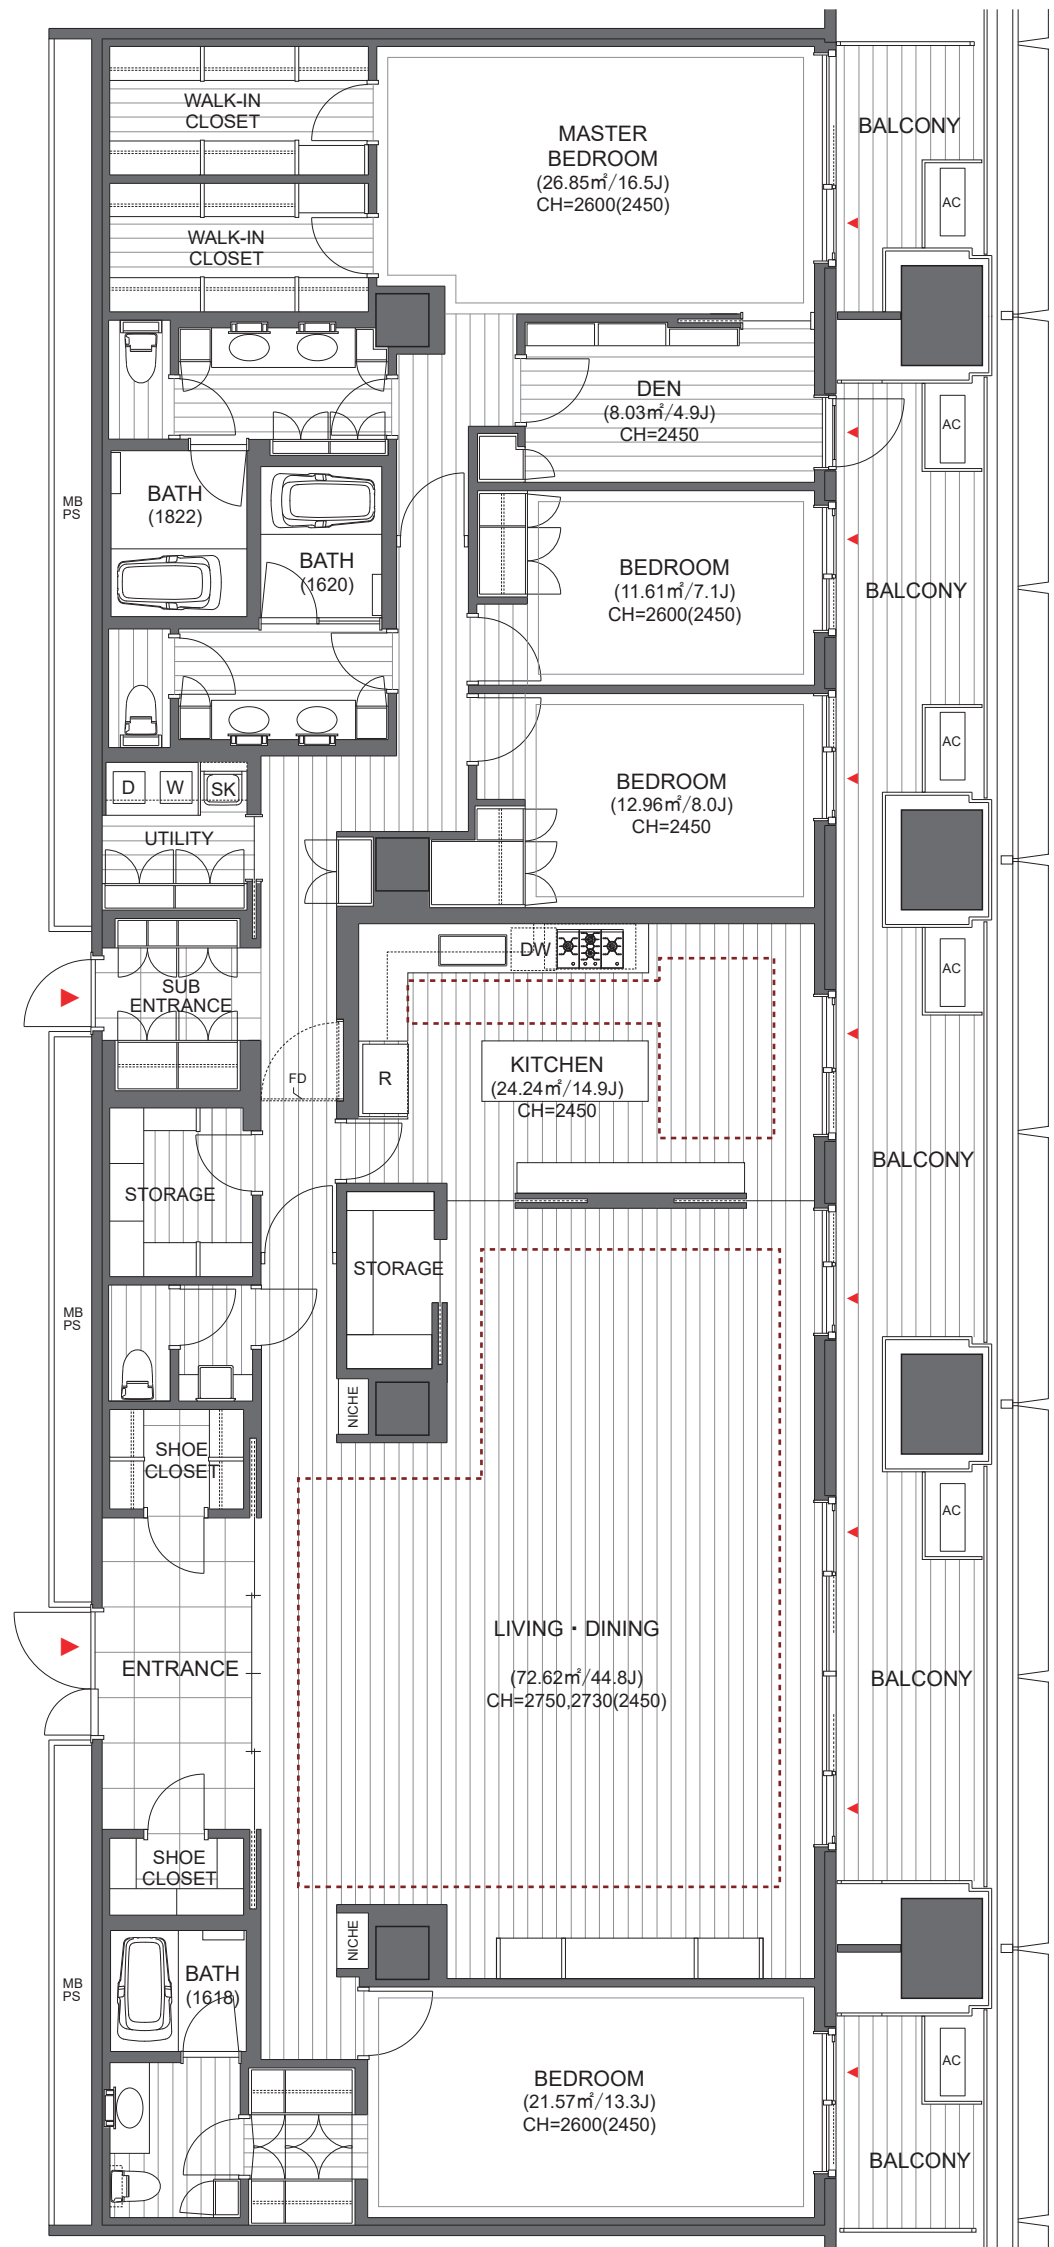 WALK-IN
CLOSET
MASTER
BEDROOM
(26.85㎡/16.5J)
CH=2600(2450)
BALCONY
AC
WALK-IN
CLOSET
DEN
(8.03㎡/4.9J)
CH=2450
AC
MB
PS
BATH
(1822)
BATH
(1620)
BEDROOM
(11.61㎡/7.1J)
CH=2600(2450)
BALCONY
AC
D
W
SK
UTILITY
BEDROOM
(12.96㎡/8.0J)
CH=2450
SUB
ENTRANCE
DW
AC
FD
R
KITCHEN
(24.24㎡/14.9J)
CH=2450
BALCONY
STORAGE
STORAGE
MB
PS
NICHE
SHOE
CLOSET
AC
ENTRANCE
LIVING・DINING
(72.62㎡/44.8J)
CH=2750,2730(2450)
BALCONY
SHOE
CLOSET
NICHE
MB
PS
BATH
(1618)
AC
BEDROOM
(21.57㎡/13.3J)
CH=2600(2450)
BALCONY